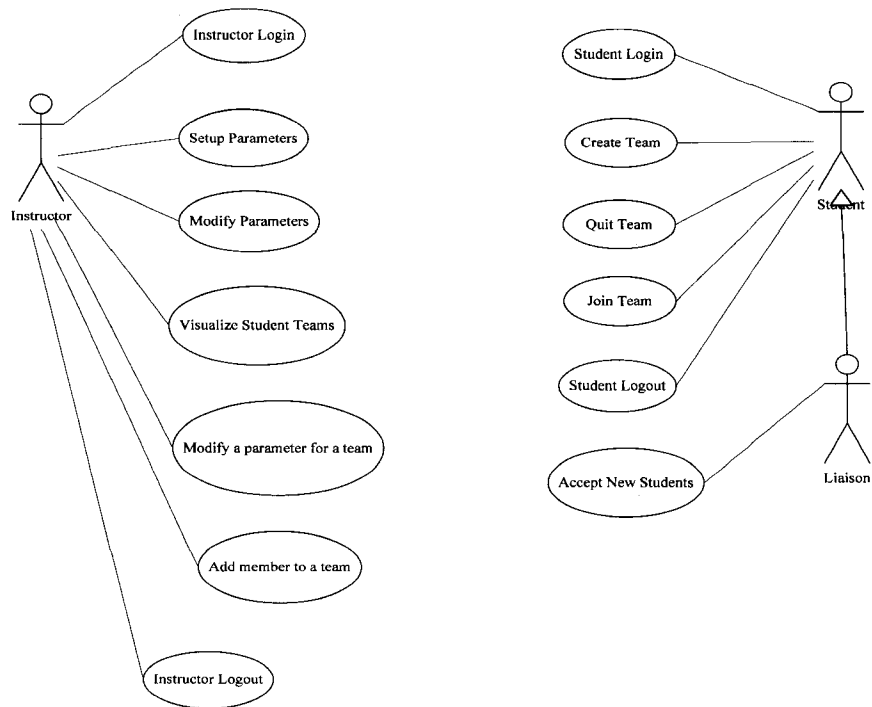 Instructor Login
Setup Parameters
Instructor
Modify Parameters
Visualize Student Teams
Modify a parameter for a team
Add member to a team
Instructor Logout
Student Login
Create Team
Student
Quit Team
Join Team
Student Logout
Accept New Students
Liaison